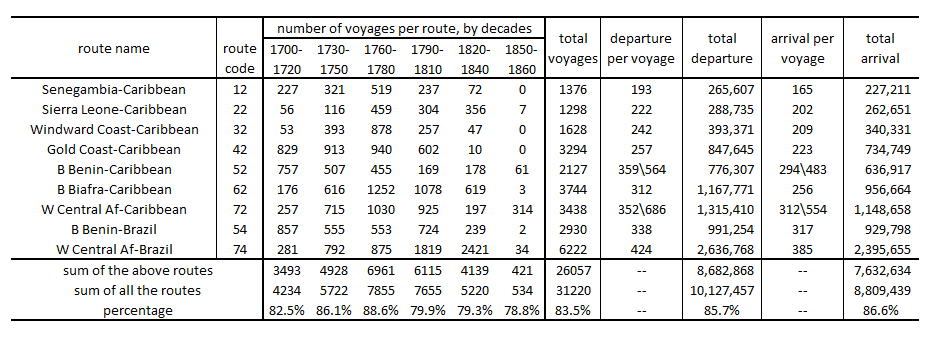 number of voyages per route, by decades
route name route code 1700-1720 1730-1750 1760-1780 1790-1810 1820-1840 1850-1860 total voyages departure per voyage total departure arrival per voyage total arrival
Senegambia-Caribbean 12 227 321 519 237 72 0 1376 193 265,607 165 227,211
Sierra Leone-Caribbean 22 56 116 459 304 356 7 1298 222 288,735 202 262,651
Windward Coast-Caribbean 32 53 393 878 257 47 0 1628 242 393,371 209 340,331
Gold Coast-Caribbean 42 829 913 940 602 10 0 3294 257 847,645 223 734,749
B Benin-Caribbean 52 757 507 455 169 178 61 2127 359\564 776,307 294\483 636,917
B Biafra-Caribbean 62 176 616 1252 1078 619 3 3744 312 1,167,771 256 956,664
W Central Af-Caribbean 72 257 715 1030 925 197 314 3438 352\686 1,315,410 312\554 1,148,658
B Benin-Brazil 54 857 555 553 724 239 2 2930 338 991,254 317 929,798
W Central Af-Brazil 74 281 792 875 1819 2421 34 6222 424 2,636,768 385 2,395,655
sum of the above routes 3493 4928 6961 6115 4139 421 26057 -- 8,682,868 -- 7,632,634
sum of all the routes 4234 5722 7855 7655 5220 534 31220 -- 10,127,457 -- 8,809,439
percentage 82.5% 86.1% 88.6% 79.9% 79.3% 78.8% 83.5% -- 85.7% -- 86.6%